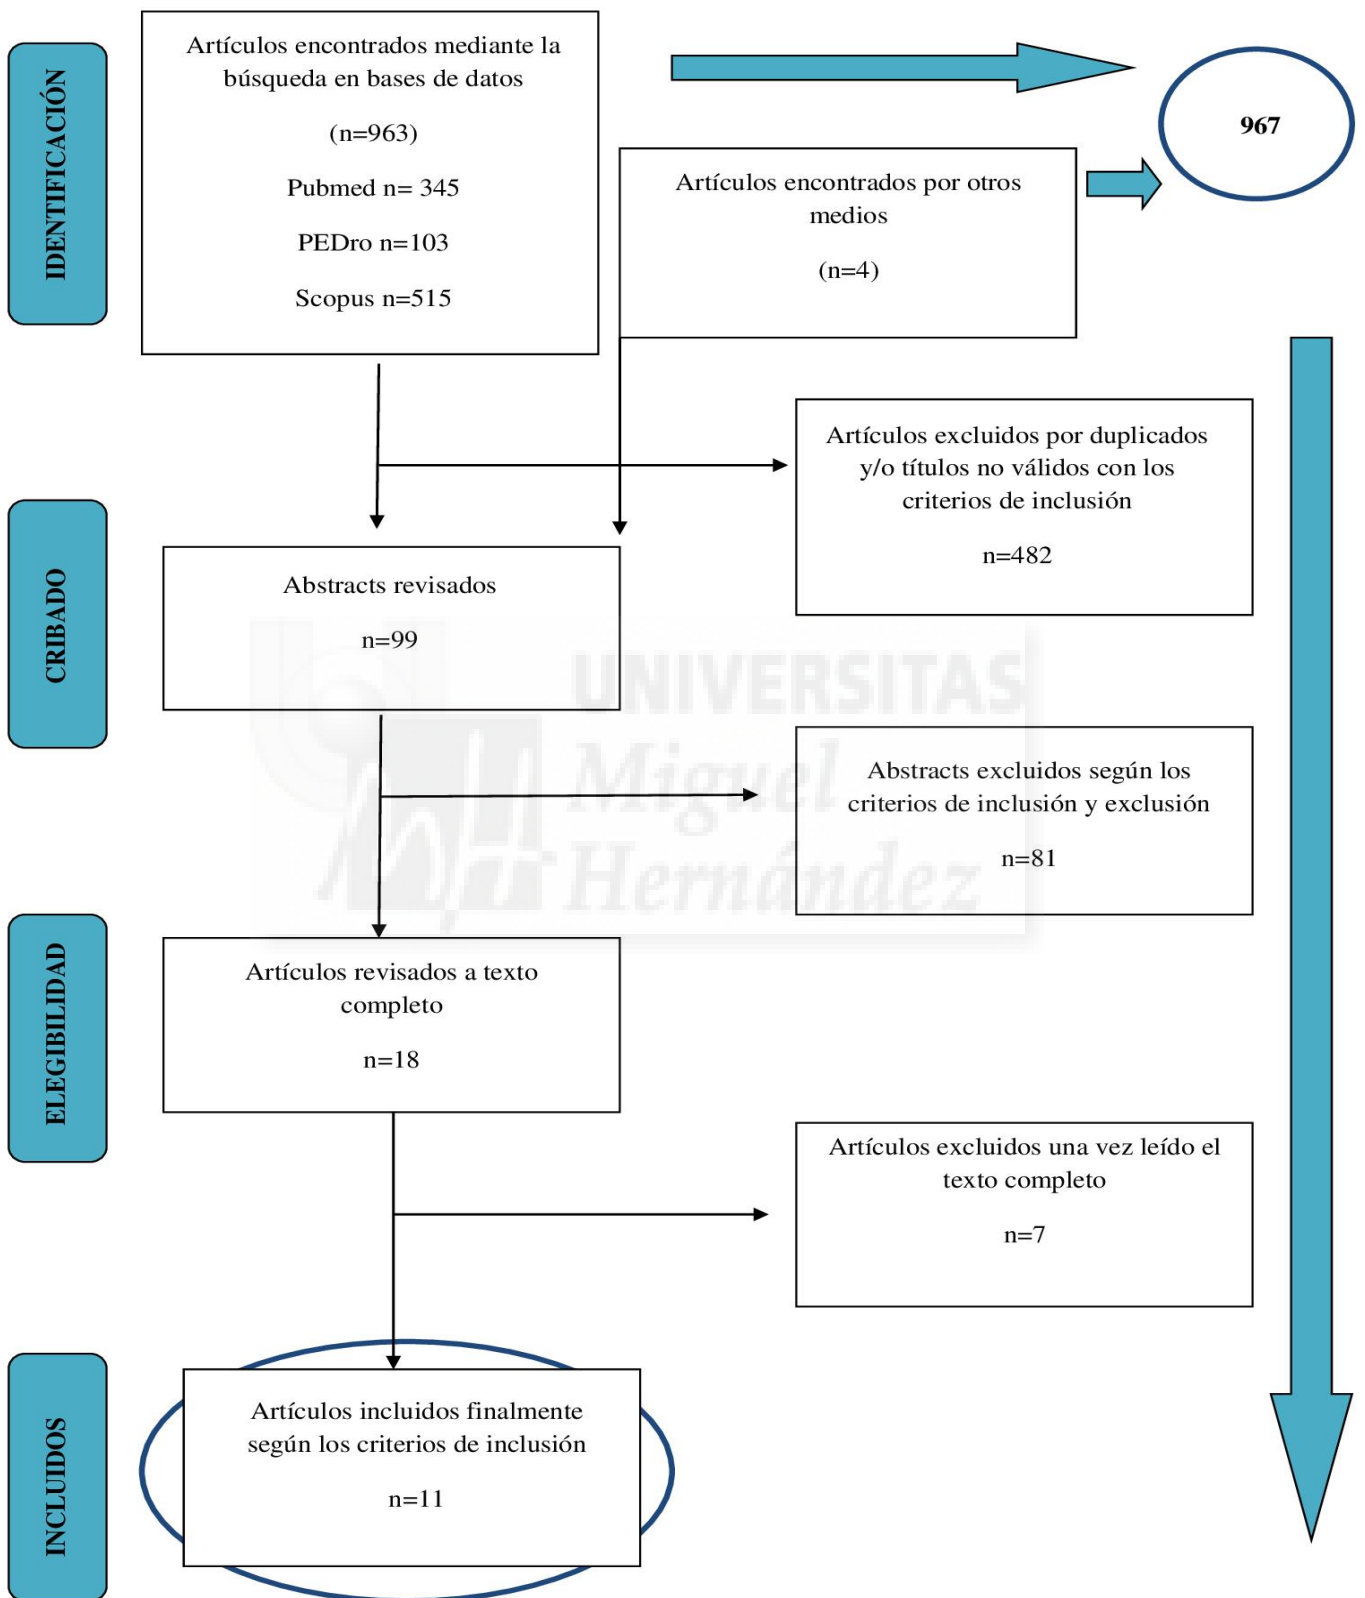 IDENTIFICACIÓN
Artículos encontrados mediante la
búsqueda en bases de datos
(n=963)
Pubmed n= 345
PEDro n=103
Scopus n=515
Artículos encontrados por otros
medios
(n=4)
967
Artículos excluidos por duplicados
y/o títulos no válidos con los
criterios de inclusión
n=482
CRIBADO
Abstracts revisados
n=99
UNIVERSITAS
Miguel
Hernández
Abstracts excluidos según los
criterios de inclusión y exclusión
n=81
ELEGIBILIDAD
Artículos revisados a texto
completo
n=18
Artículos excluidos una vez leído el
texto completo
n=7
INCLUIDOS
Artículos incluidos finalmente
según los criterios de inclusión
n=11